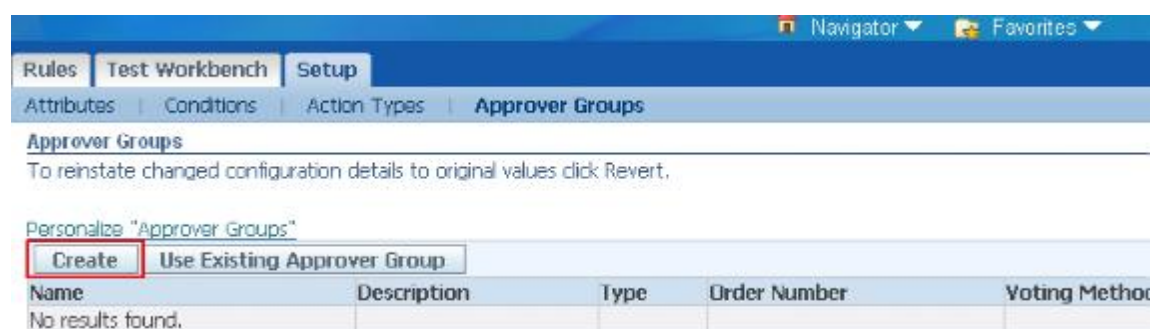 Navigator Favorites
Rules Test Workbench Setup
Attributes | Conditions | Action Types | Approver Groups
Approver Groups
To reinstate changed configuration details to original values click Revert.
Personalize "Approver Groups"
Create Use Existing Approver Group
Name Description Type Order Number Voting Method
No results found.